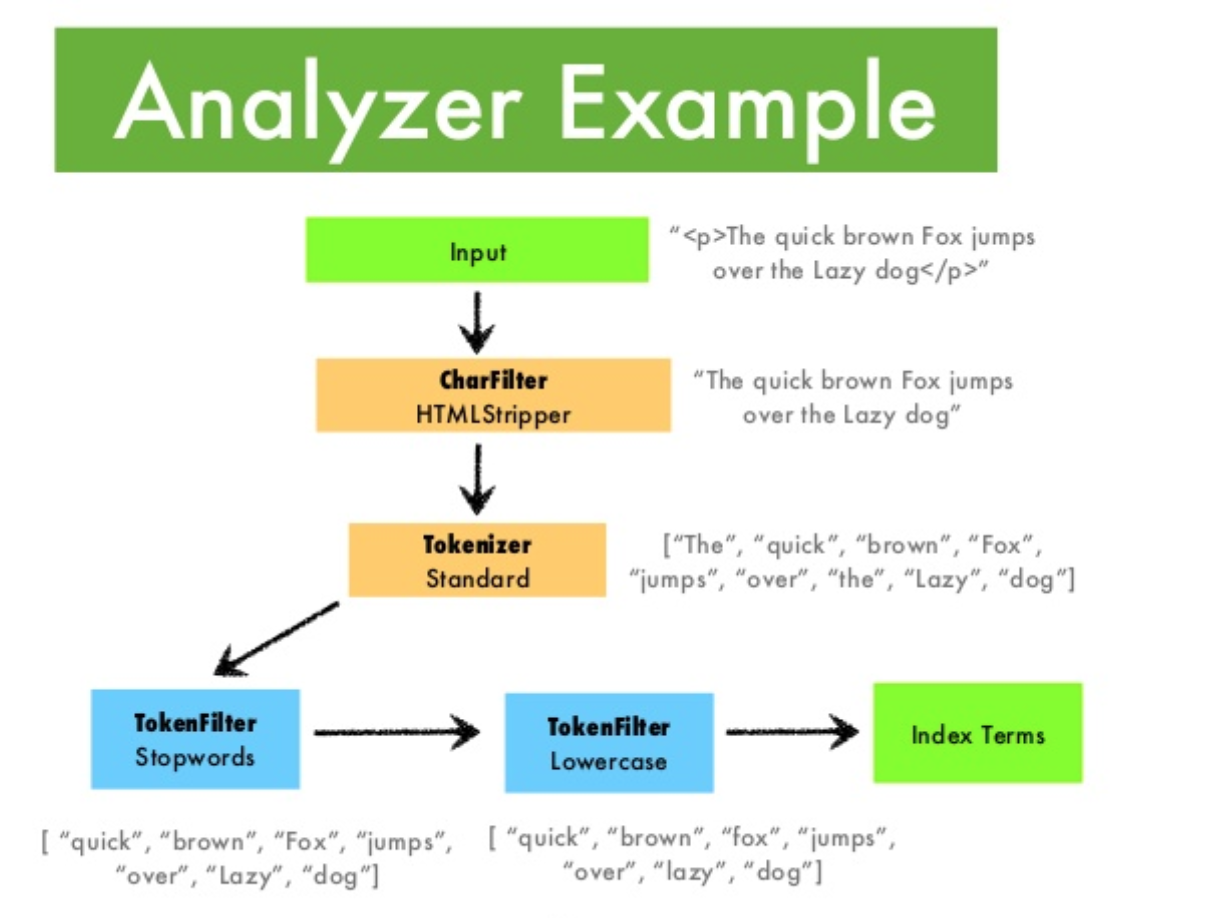 Analyzer Example
Input
“<p>The quick brown Fox jumps
over the Lazy dog</p>”
CharFilter
HTMLStripper
“The quick brown Fox jumps
over the Lazy dog”
Tokenizer
Standard
[“The”, “quick”, “brown”, “Fox”,
“jumps”, “over”, “the”, “Lazy”, “dog”]
TokenFilter
Stopwords
TokenFilter
Lowercase
Index Terms
[ “quick”, “brown”, “Fox”, “jumps”,
“over”, “Lazy”, “dog”]
[ “quick”, “brown”, “fox”, “jumps”,
“over”, “lazy”, “dog”]